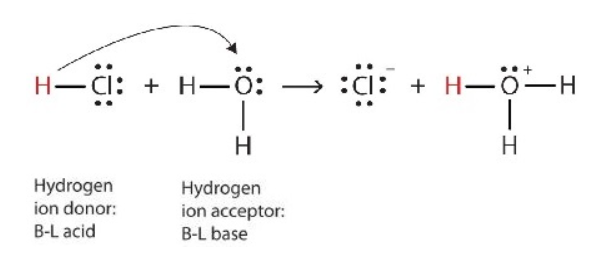 H—Cl: + H—O: → :Cl:⁻ + H—O⁺—H
H H
Hydrogen
ion donor:
B-L acid
Hydrogen
ion acceptor:
B-L base